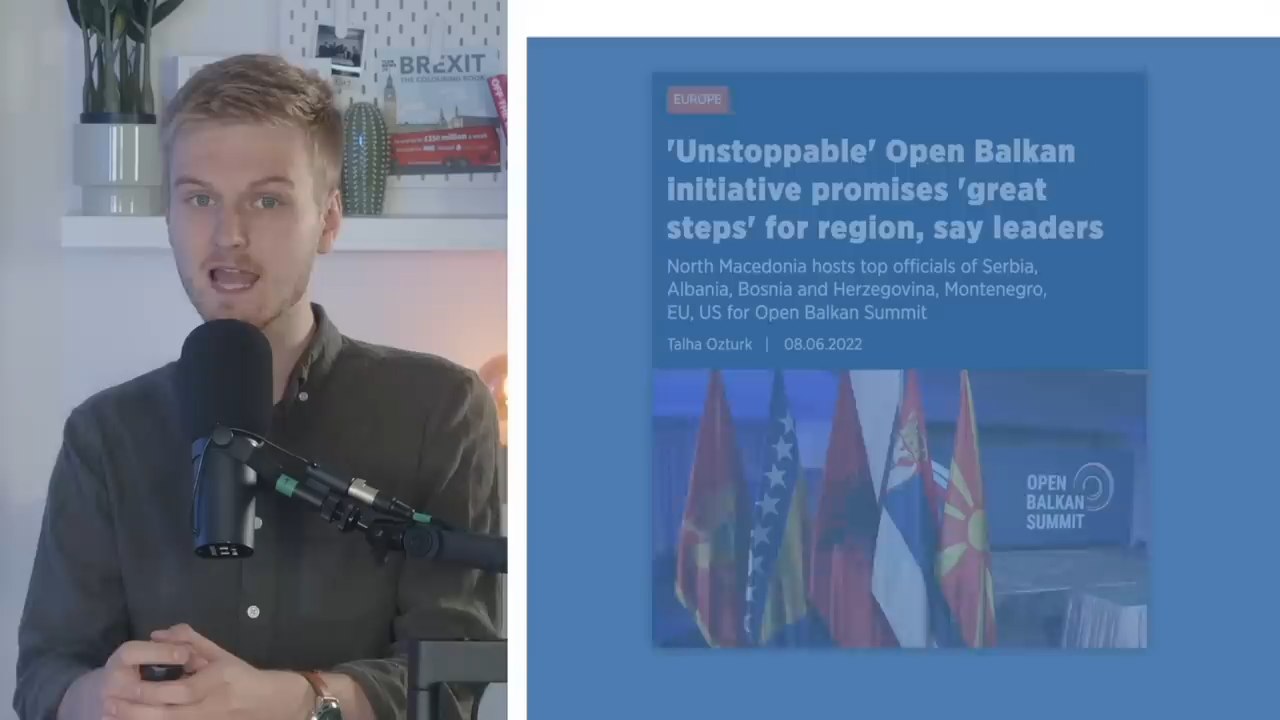 BREXIT
THE COLOURING BOOK
£350 million
EUROPE
'Unstoppable' Open Balkan
initiative promises 'great
steps' for region, say leaders
North Macedonia hosts top officials of Serbia,
Albania, Bosnia and Herzegovina, Montenegro,
EU, US for Open Balkan Summit
Talha Ozturk | 08.06.2022
OPEN
BALKAN
SUMMIT